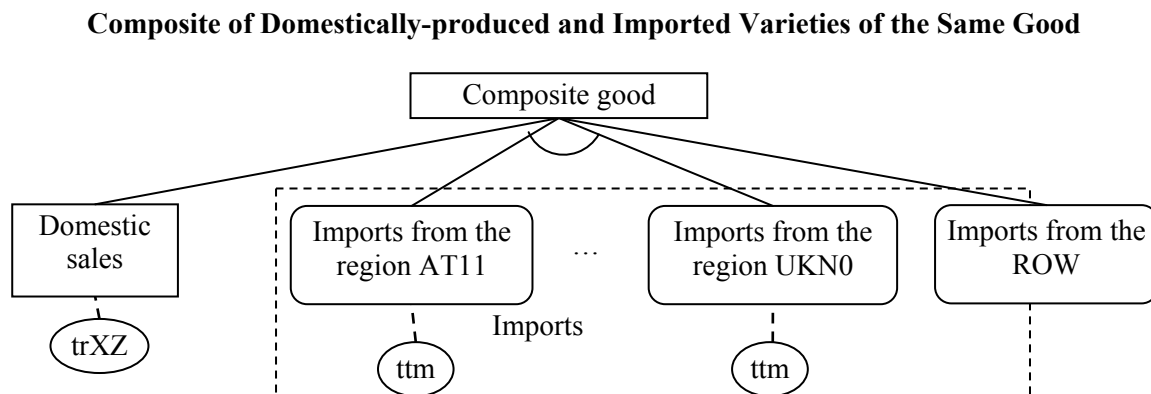 Composite of Domestically-produced and Imported Varieties of the Same Good
Composite good
Domestic
sales
Imports from the
region AT11
…
Imports from the
region UKN0
Imports from the
ROW
Imports
trXZ
ttm
ttm